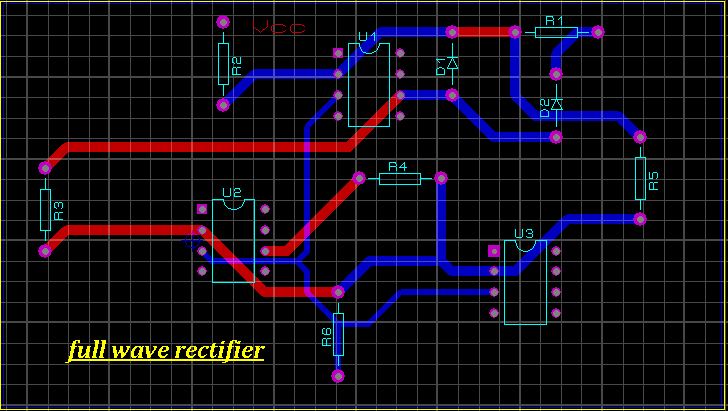 R1
VCC
U1
R2
D1
D2
R4
R5
U2
R3
U3
R6
full wave rectifier